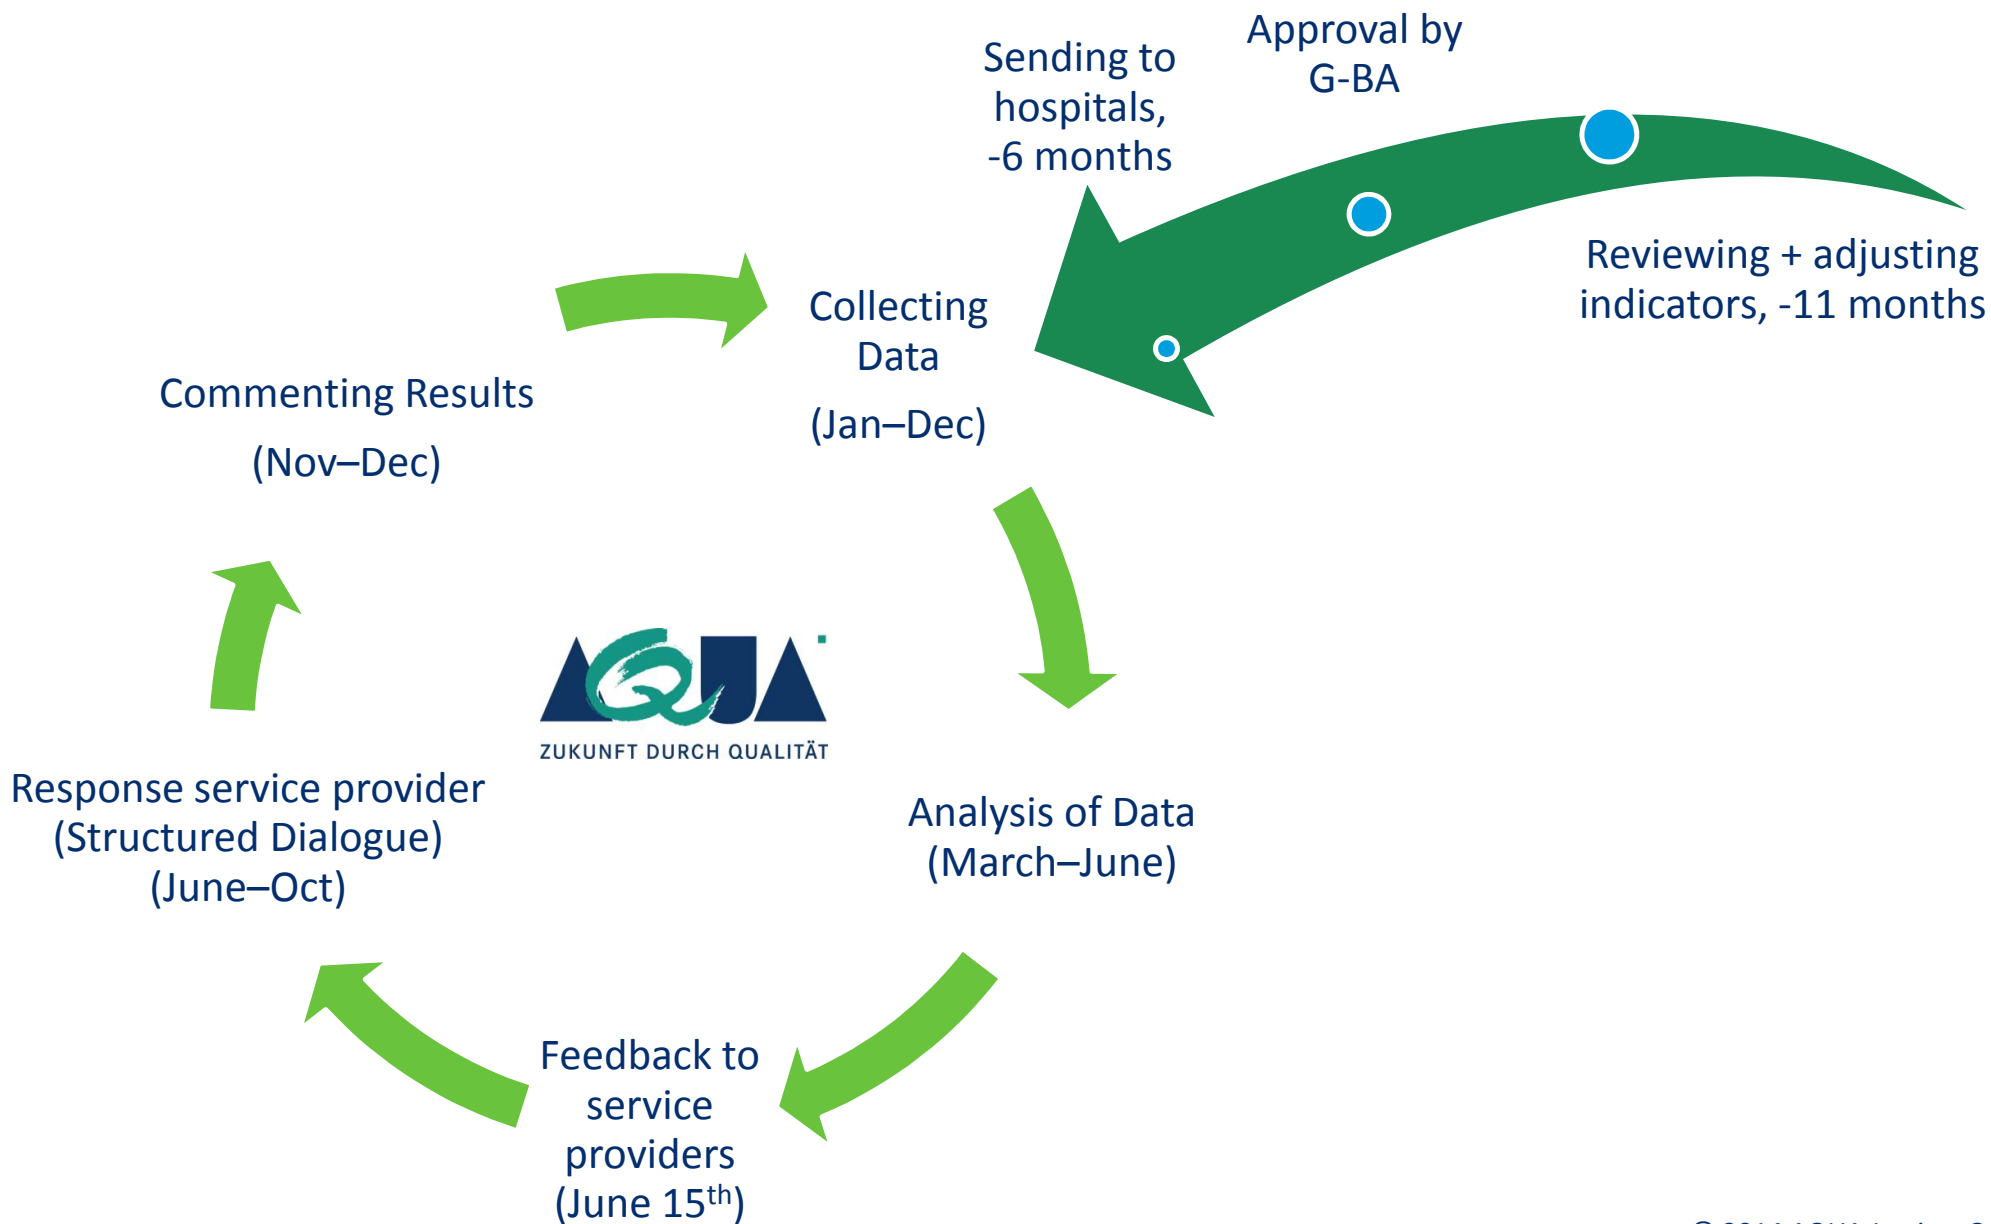 Approval by
G-BA
Sending to
hospitals,
-6 months
Reviewing + adjusting
indicators, -11 months
Collecting
Data
(Jan–Dec)
Commenting Results
(Nov–Dec)
AQUA
ZUKUNFT DURCH QUALITÄT
Response service provider
(Structured Dialogue)
(June–Oct)
Analysis of Data
(March–June)
Feedback to
service
providers
(June 15th)